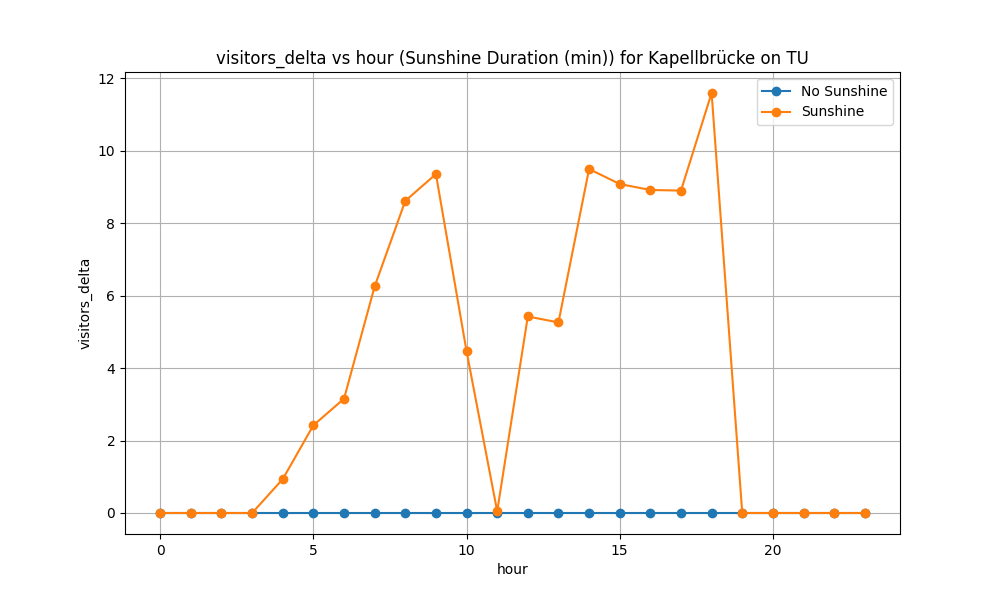 visitors_delta vs hour (Sunshine Duration (min)) for Kapellbrücke on TU
No Sunshine
Sunshine
visitors_delta
12
10
8
6
4
2
0
0 5 10 15 20
hour